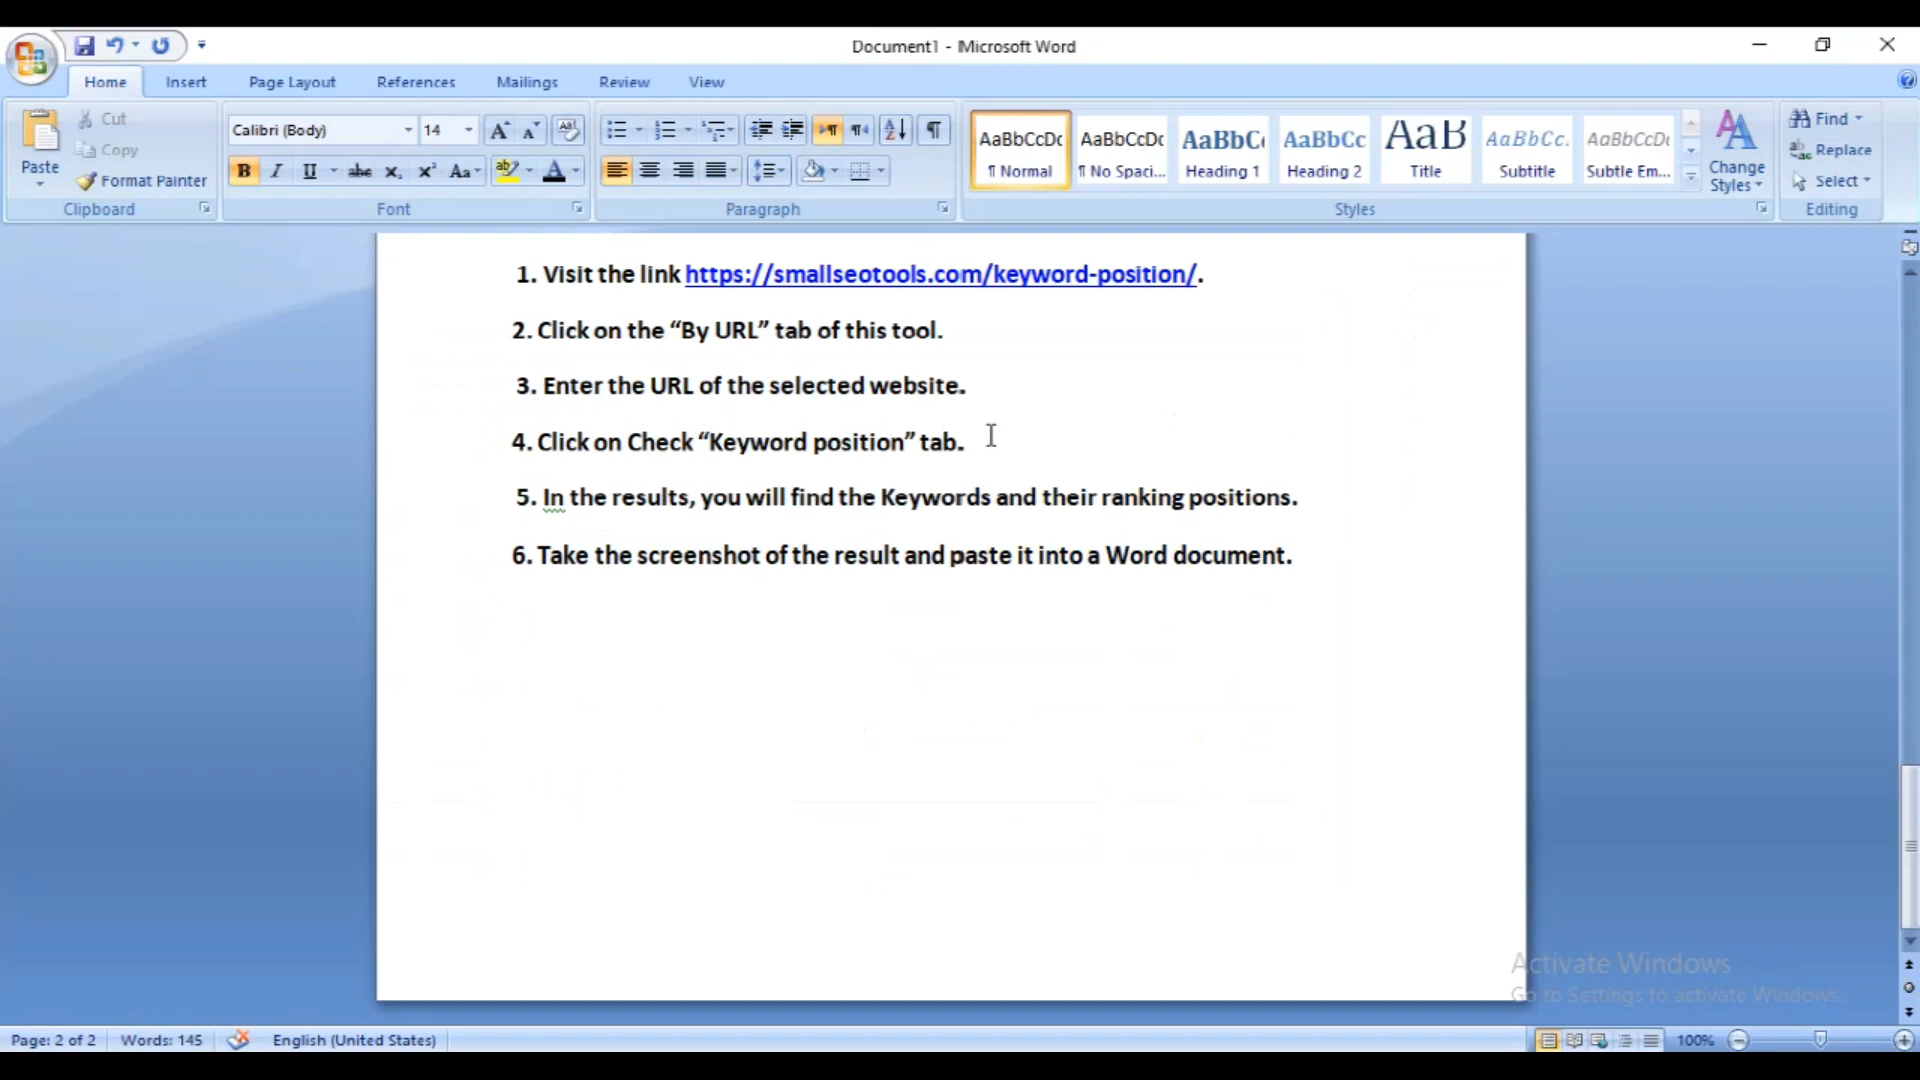 Document1 - Microsoft Word
Home Insert Page Layout References Mailings Review View
Paste
Cut
Copy
Format Painter
Clipboard
Calibri (Body) 14
Font
Paragraph
AaBbCcDc AaBbCcDc AaBbC AaBbCc AaB AaBbCc. AaBbCcDc
¶ Normal ¶ No Spaci... Heading 1 Heading 2 Title Subtitle Subtle Em...
Change
Styles
Styles
Find
Replace
Select
Editing
1. Visit the link https://smallseotools.com/keyword-position/.
2. Click on the “By URL” tab of this tool.
3. Enter the URL of the selected website.
4. Click on Check “Keyword position” tab.
5. In the results, you will find the Keywords and their ranking positions.
6. Take the screenshot of the result and paste it into a Word document.
Activate Windows
Go to Settings to activate Windows.
Page: 2 of 2 Words: 145 English (United States) 100%